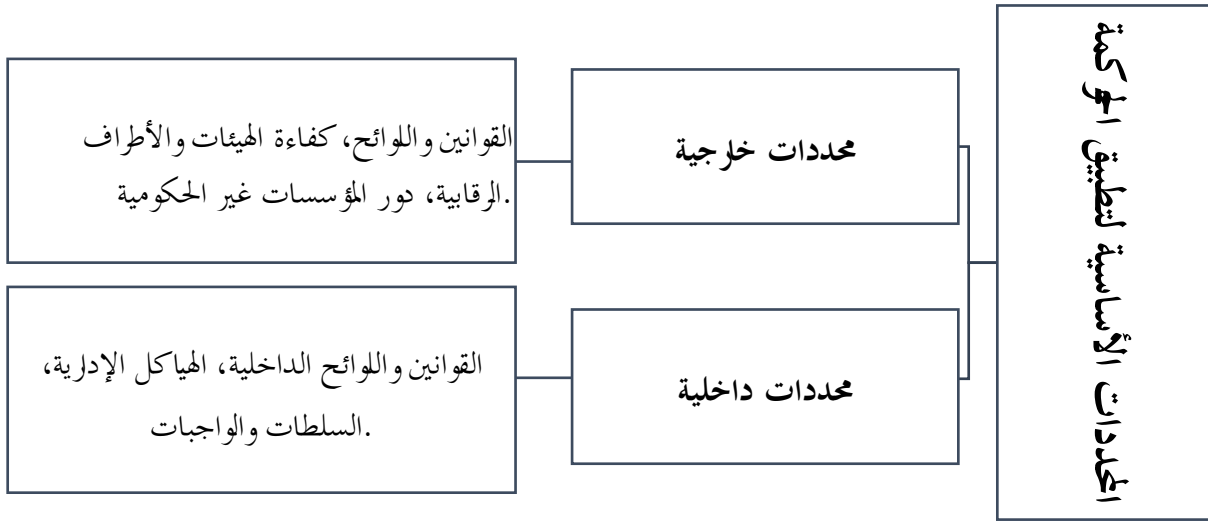 المحددات الأساسية لتطبيق الحوكمة
محددات خارجية
القوانين واللوائح، كفاءة الهيئات والأطراف
الرقابية، دور المؤسسات غير الحكومية.
محددات داخلية
القوانين واللوائح الداخلية، الهياكل الإدارية،
السلطات والواجبات.